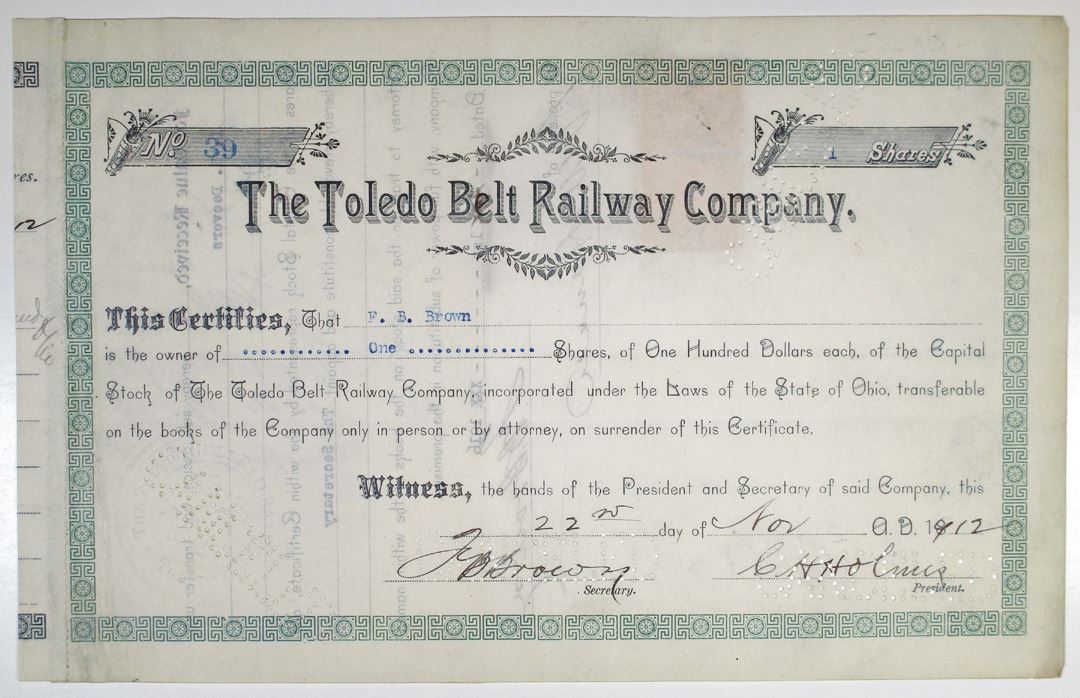 No. 39
1 Shares
The Toledo Belt Railway Company.
This Certifies, That F. B. Brown
is the owner of One Shares, of One Hundred Dollars each, of the Capital
Stock of The Toledo Belt Railway Company, incorporated under the Laws of the State of Ohio, transferable
on the books of the Company only in person or by attorney, on surrender of this Certificate.
Witness, the hands of the President and Secretary of said Company, this
22nd day of Nov A. D. 1912
F B Brown
Secretary.
C H Holmes
President.